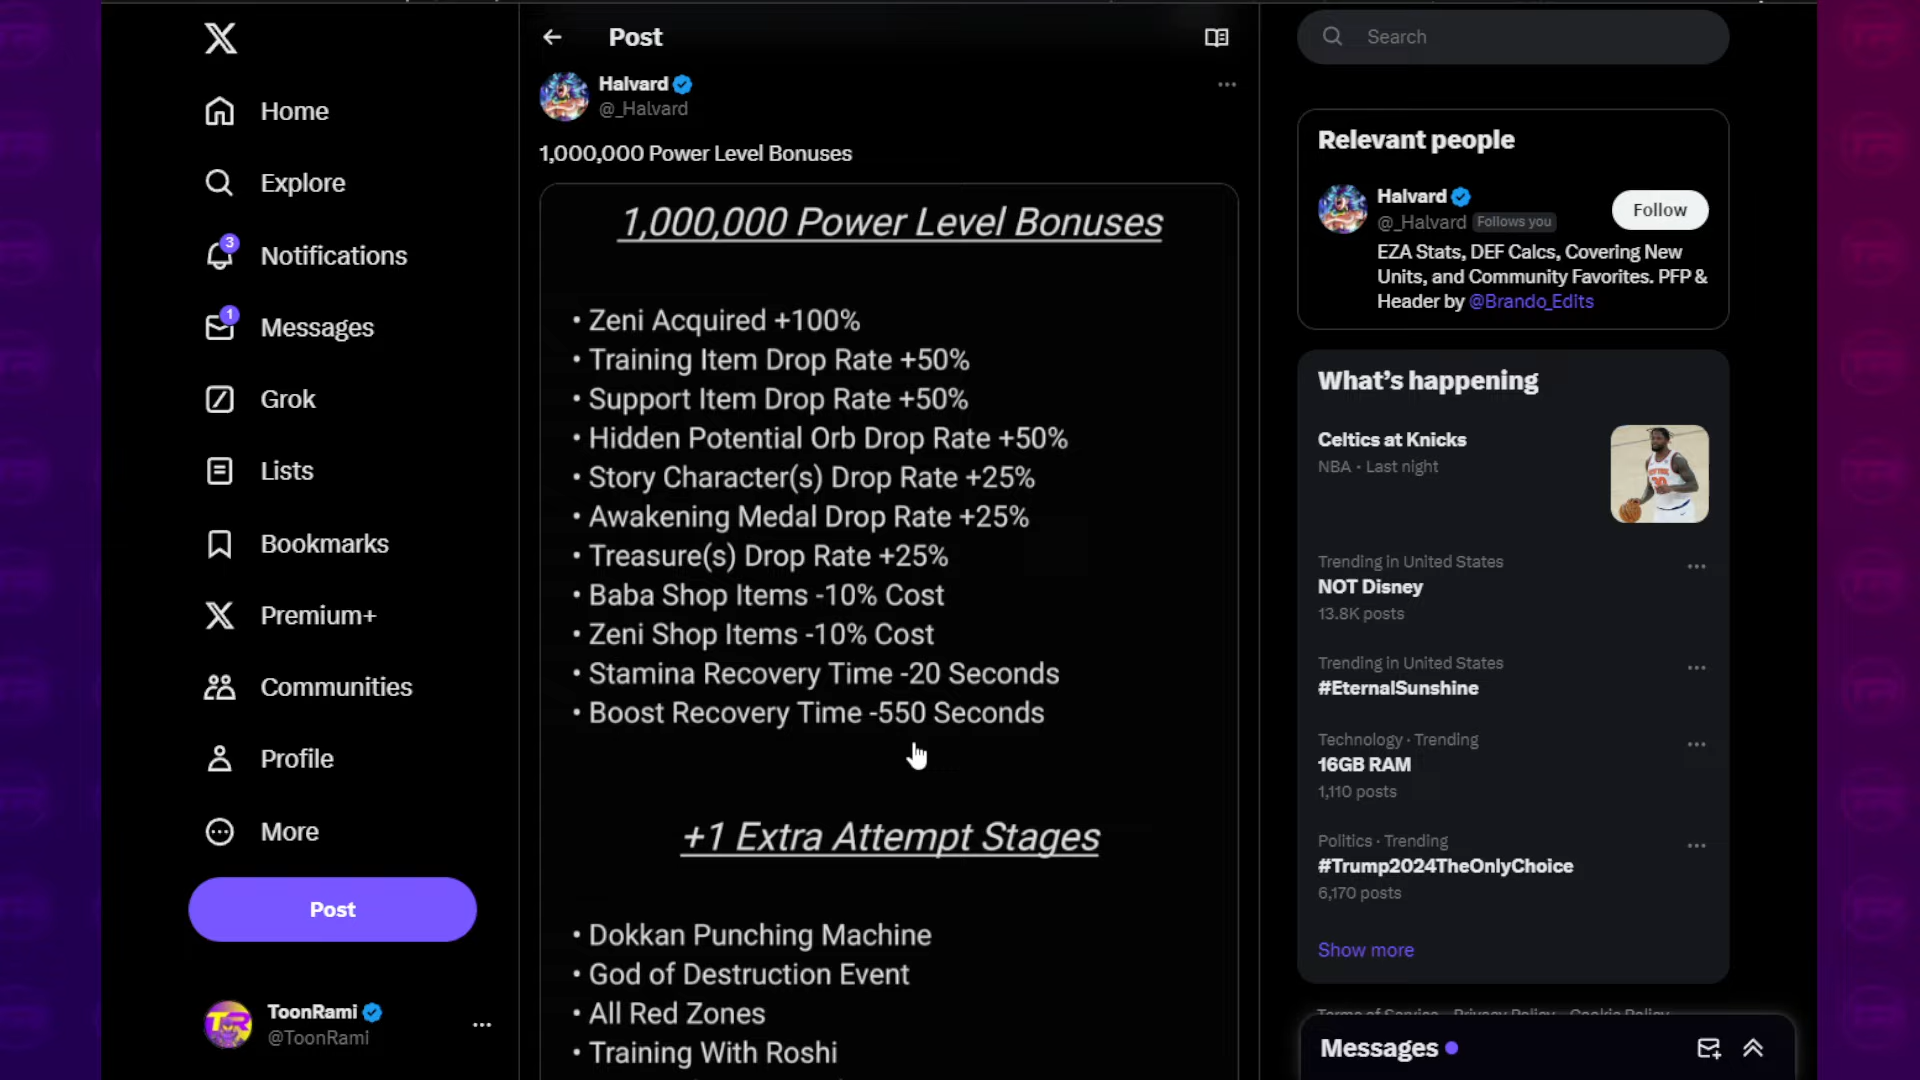 Home
Explore
3
Notifications
1
Messages
Grok
Lists
Bookmarks
Premium+
Communities
Profile
More
Post
ToonRami
@ToonRami
Post
Halvard
@_Halvard
1,000,000 Power Level Bonuses
1,000,000 Power Level Bonuses
• Zeni Acquired +100%
• Training Item Drop Rate +50%
• Support Item Drop Rate +50%
• Hidden Potential Orb Drop Rate +50%
• Story Character(s) Drop Rate +25%
• Awakening Medal Drop Rate +25%
• Treasure(s) Drop Rate +25%
• Baba Shop Items -10% Cost
• Zeni Shop Items -10% Cost
• Stamina Recovery Time -20 Seconds
• Boost Recovery Time -550 Seconds
+1 Extra Attempt Stages
• Dokkan Punching Machine
• God of Destruction Event
• All Red Zones
• Training With Roshi
Search
Relevant people
Halvard
@_Halvard Follows you
Follow
EZA Stats, DEF Calcs, Covering New
Units, and Community Favorites. PFP &
Header by @Brando_Edits
What's happening
Celtics at Knicks
NBA · Last night
Trending in United States
NOT Disney
13.8K posts
Trending in United States
#EternalSunshine
Technology · Trending
16GB RAM
1,110 posts
Politics · Trending
#Trump2024TheOnlyChoice
6,170 posts
Show more
Terms of Service Privacy Policy Cookie Policy
Messages